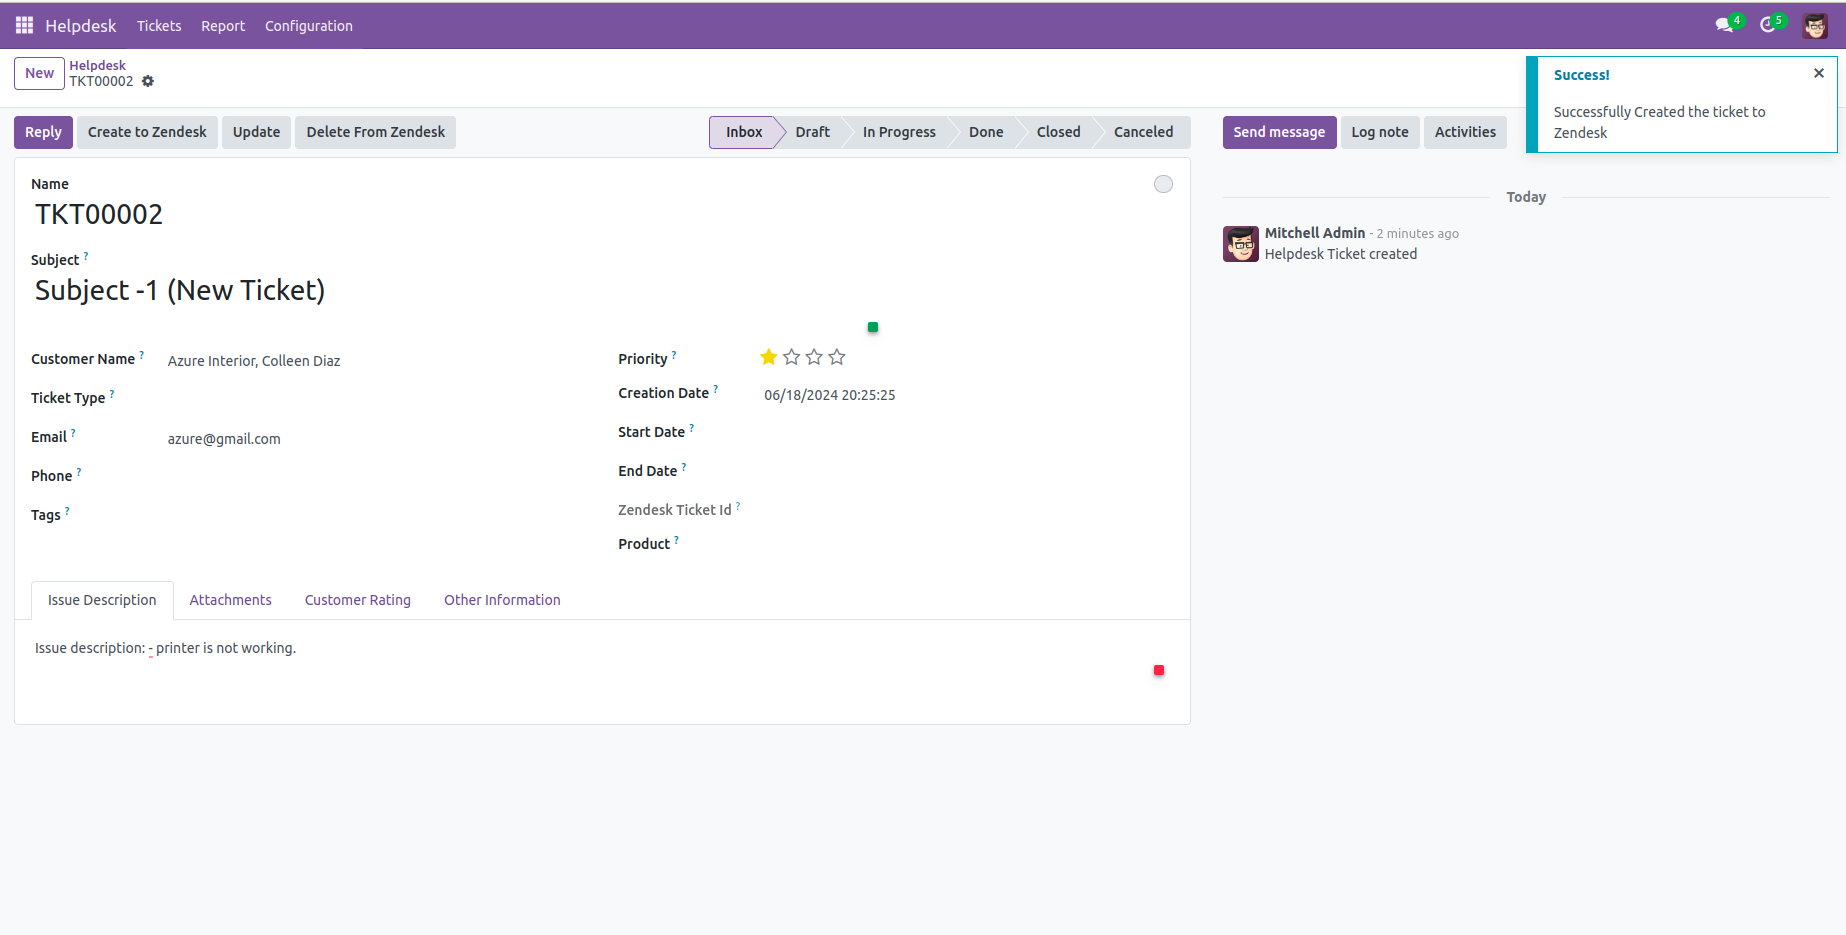 Helpdesk Tickets Report Configuration 4 5
New Helpdesk
TKT00002
Success!
Successfully Created the ticket to
Zendesk
Reply Create to Zendesk Update Delete From Zendesk Inbox Draft In Progress Done Closed Canceled Send message Log note Activities
Name
TKT00002
Subject ?
Subject -1 (New Ticket)
Customer Name ? Azure Interior, Colleen Diaz
Ticket Type ?
Email ? azure@gmail.com
Phone ?
Tags ?
Priority ?
Creation Date ? 06/18/2024 20:25:25
Start Date ?
End Date ?
Zendesk Ticket Id ?
Product ?
Issue Description Attachments Customer Rating Other Information
Issue description: - printer is not working.
Today
Mitchell Admin - 2 minutes ago
Helpdesk Ticket created